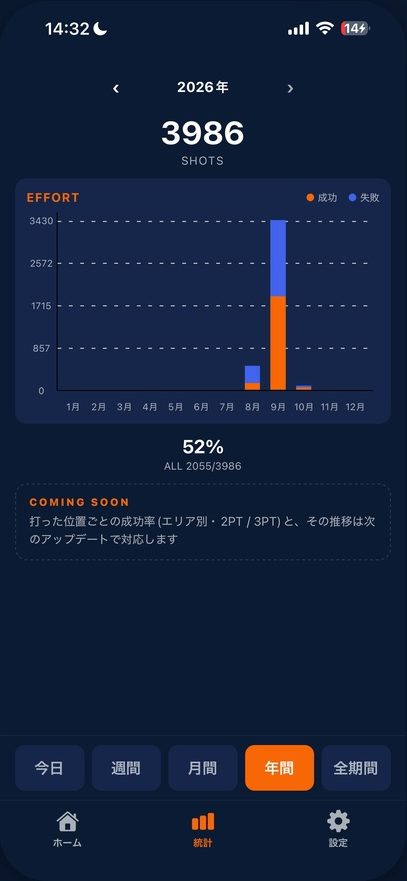 14:32
14
‹ 2026年 ›
3986
SHOTS
EFFORT
成功 失敗
3430
2572
1715
857
0
1月 2月 3月 4月 5月 6月 7月 8月 9月 10月 11月 12月
52%
ALL 2055/3986
COMING SOON
打った位置ごとの成功率(エリア別・2PT / 3PT)と、その推移は次
のアップデートで対応します
今日 週間 月間 年間 全期間
ホーム 統計 設定